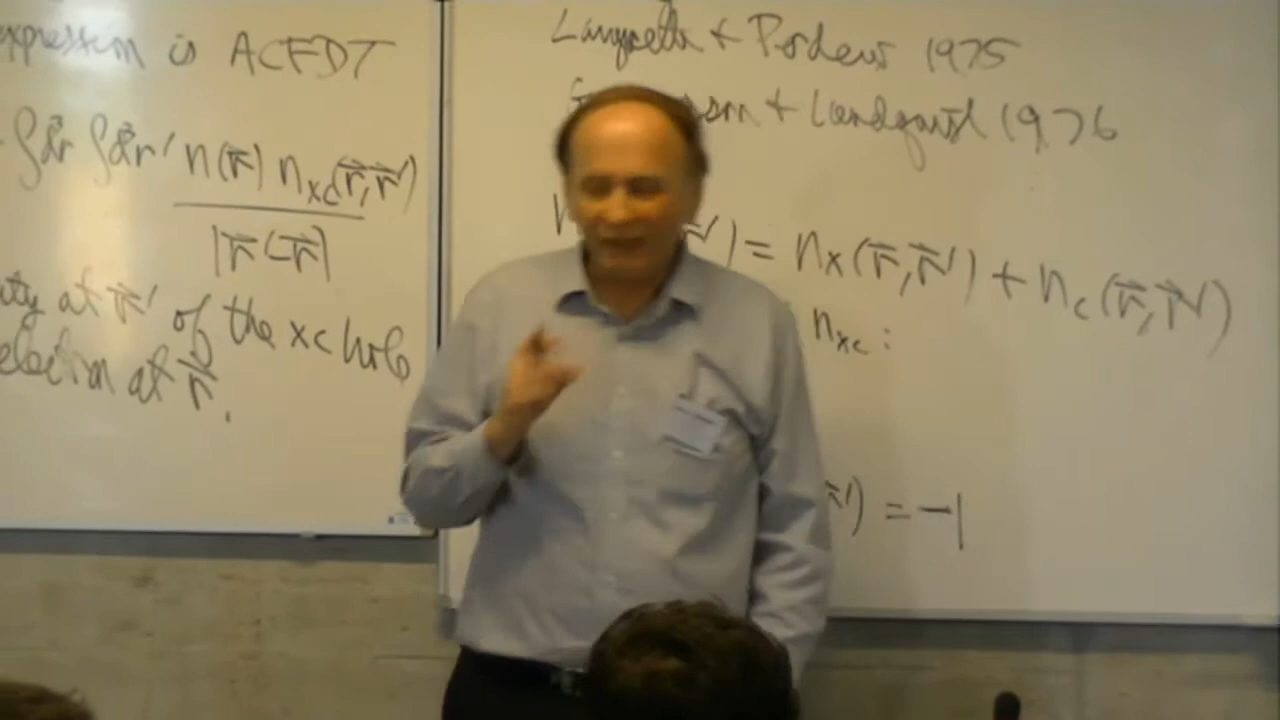 expression is ACFDT
∫d³r ∫d³r' n(r⃗) n_xc(r⃗,r⃗')
|r⃗'-r⃗|
at r⃗' of the xc hole
electron at r⃗.
Langreth + Perdew 1975
+ Lundqvist 1976
) = n_x(r⃗,r⃗') + n_c(r⃗,r⃗')
n_xc :
r⃗') = -1